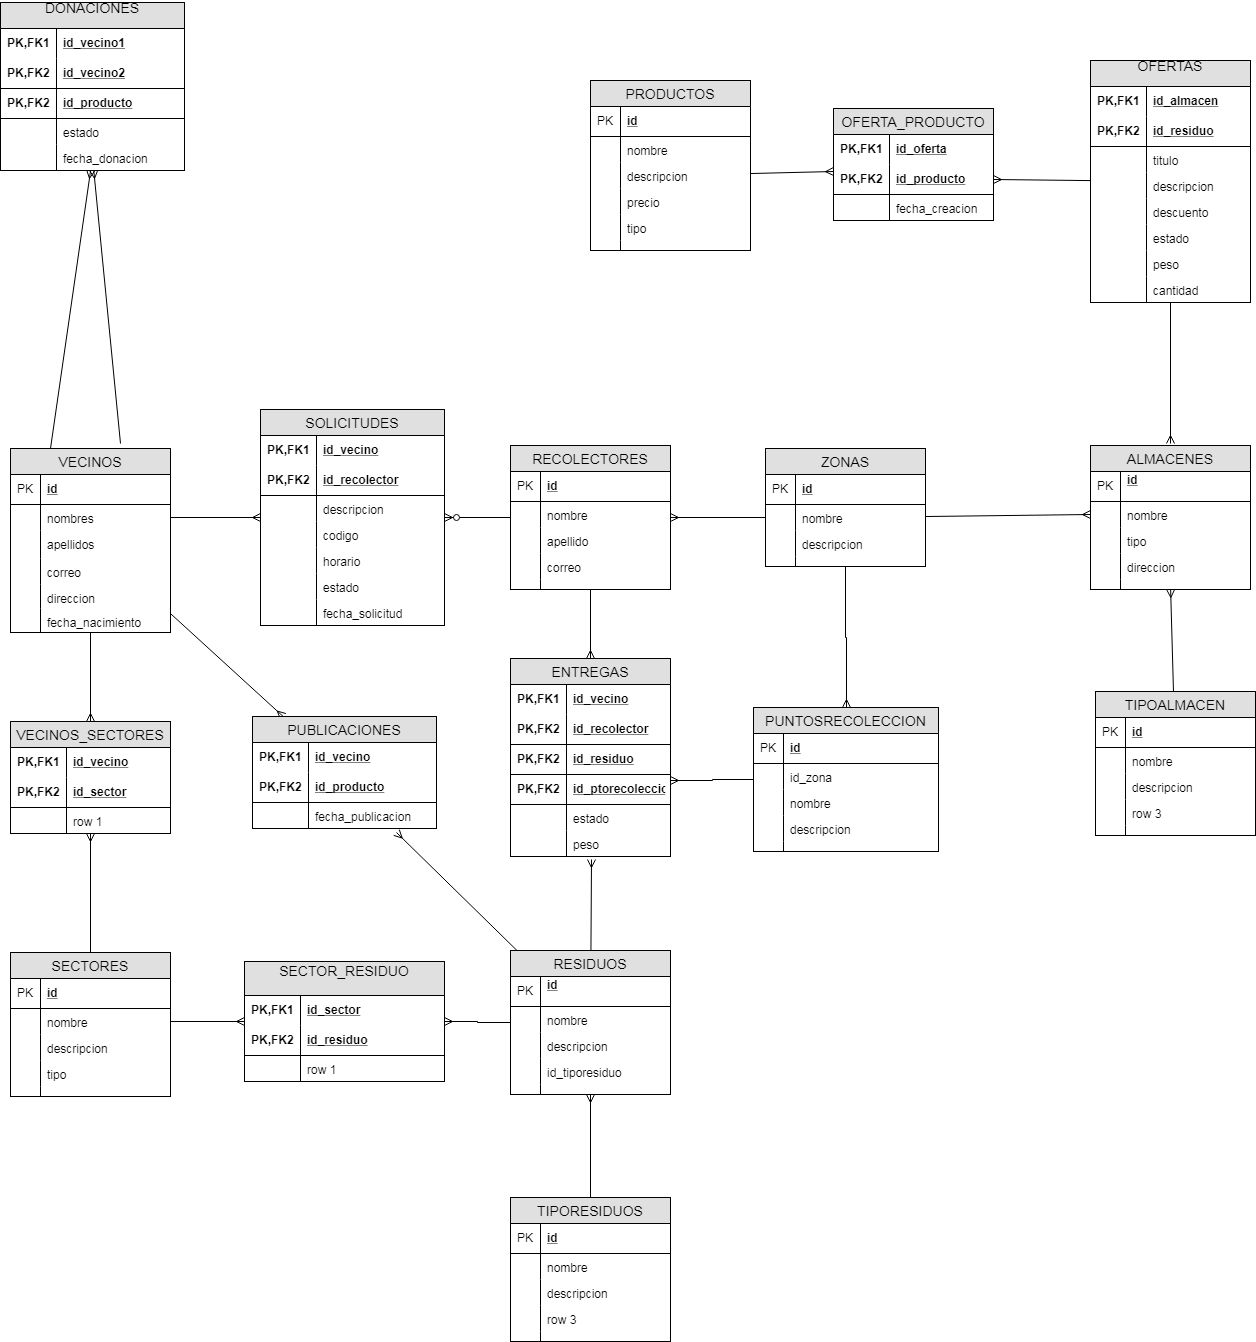 DONACIONES
PK,FK1 id_vecino1
PK,FK2 id_vecino2
PK,FK2 id_producto
estado
fecha_donacion
PRODUCTOS
PK id
nombre
descripcion
precio
tipo
OFERTA_PRODUCTO
PK,FK1 id_oferta
PK,FK2 id_producto
fecha_creacion
OFERTAS
PK,FK1 id_almacen
PK,FK2 id_residuo
titulo
descripcion
descuento
estado
peso
cantidad
VECINOS
PK id
nombres
apellidos
correo
direccion
fecha_nacimiento
SOLICITUDES
PK,FK1 id_vecino
PK,FK2 id_recolector
descripcion
codigo
horario
estado
fecha_solicitud
RECOLECTORES
PK id
nombre
apellido
correo
ZONAS
PK id
nombre
descripcion
ALMACENES
PK id
nombre
tipo
direccion
VECINOS_SECTORES
PK,FK1 id_vecino
PK,FK2 id_sector
row 1
PUBLICACIONES
PK,FK1 id_vecino
PK,FK2 id_producto
fecha_publicacion
ENTREGAS
PK,FK1 id_vecino
PK,FK2 id_recolector
PK,FK2 id_residuo
PK,FK2 id_ptorecolecció
estado
peso
PUNTOSRECOLECCION
PK id
id_zona
nombre
descripcion
TIPOALMACEN
PK id
nombre
descripcion
row 3
SECTORES
PK id
nombre
descripcion
tipo
SECTOR_RESIDUO
PK,FK1 id_sector
PK,FK2 id_residuo
row 1
RESIDUOS
PK id
nombre
descripcion
id_tiporesiduo
TIPORESIDUOS
PK id
nombre
descripcion
row 3